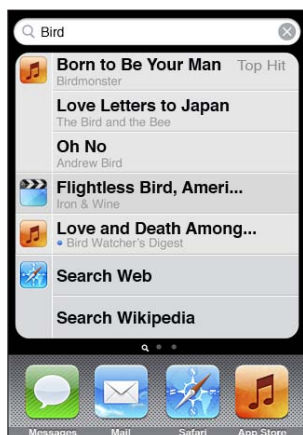 Bird
Born to Be Your Man Top Hit
Birdmonster
Love Letters to Japan
The Bird and the Bee
Oh No
Andrew Bird
Flightless Bird, Ameri...
Iron & Wine
Love and Death Among...
Bird Watcher's Digest
Search Web
Search Wikipedia
Messages Mail Safari App Store